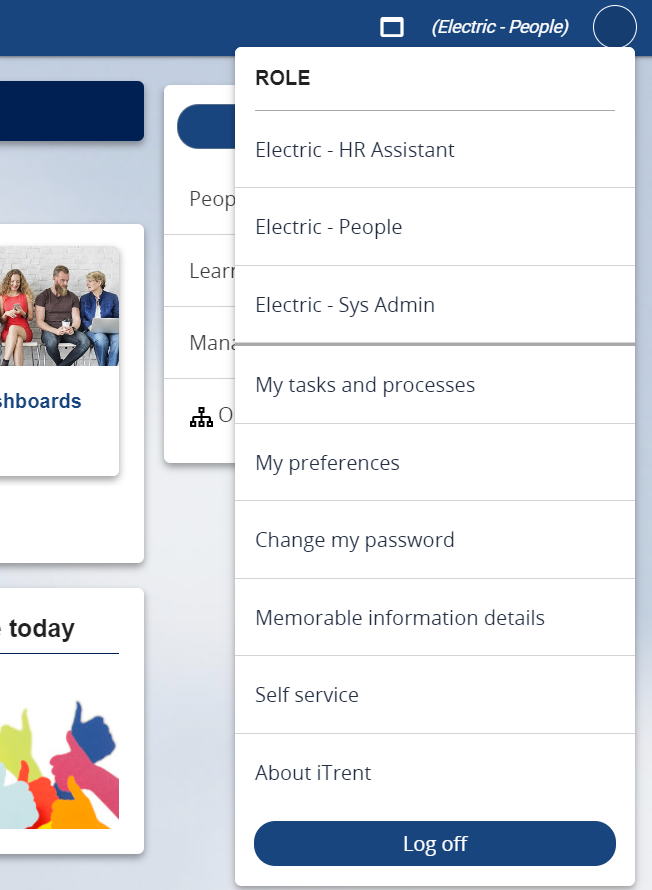 (Electric - People)
ROLE
Electric - HR Assistant
Electric - People
Electric - Sys Admin
My tasks and processes
My preferences
Change my password
Memorable information details
Self service
About iTrent
Log off
Peop
Learn
Mana
O
shboards
today